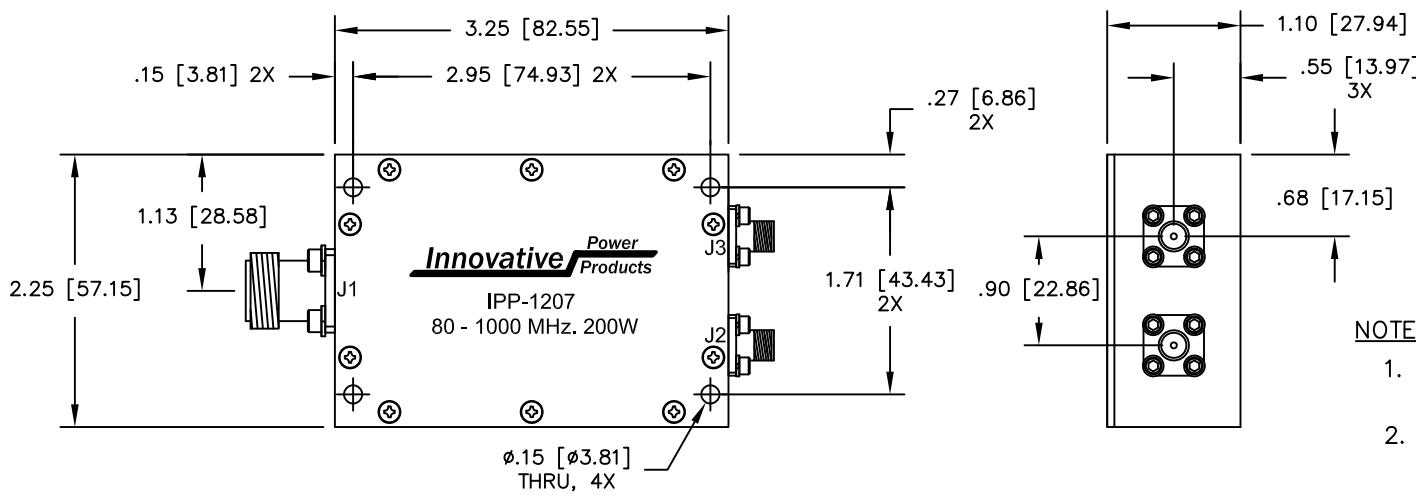 3.25 [82.55]
1.10 [27.94]
.15 [3.81] 2X
2.95 [74.93] 2X
.55 [13.97]
3X
.27 [6.86]
2X
1.13 [28.58]
.68 [17.15]
J3
Innovative Power Products
2.25 [57.15]
J1
1.71 [43.43]
2X
.90 [22.86]
IPP-1207
80 - 1000 MHz. 200W
J2
NOTE
1.
2.
ø.15 [ø3.81]
THRU, 4X